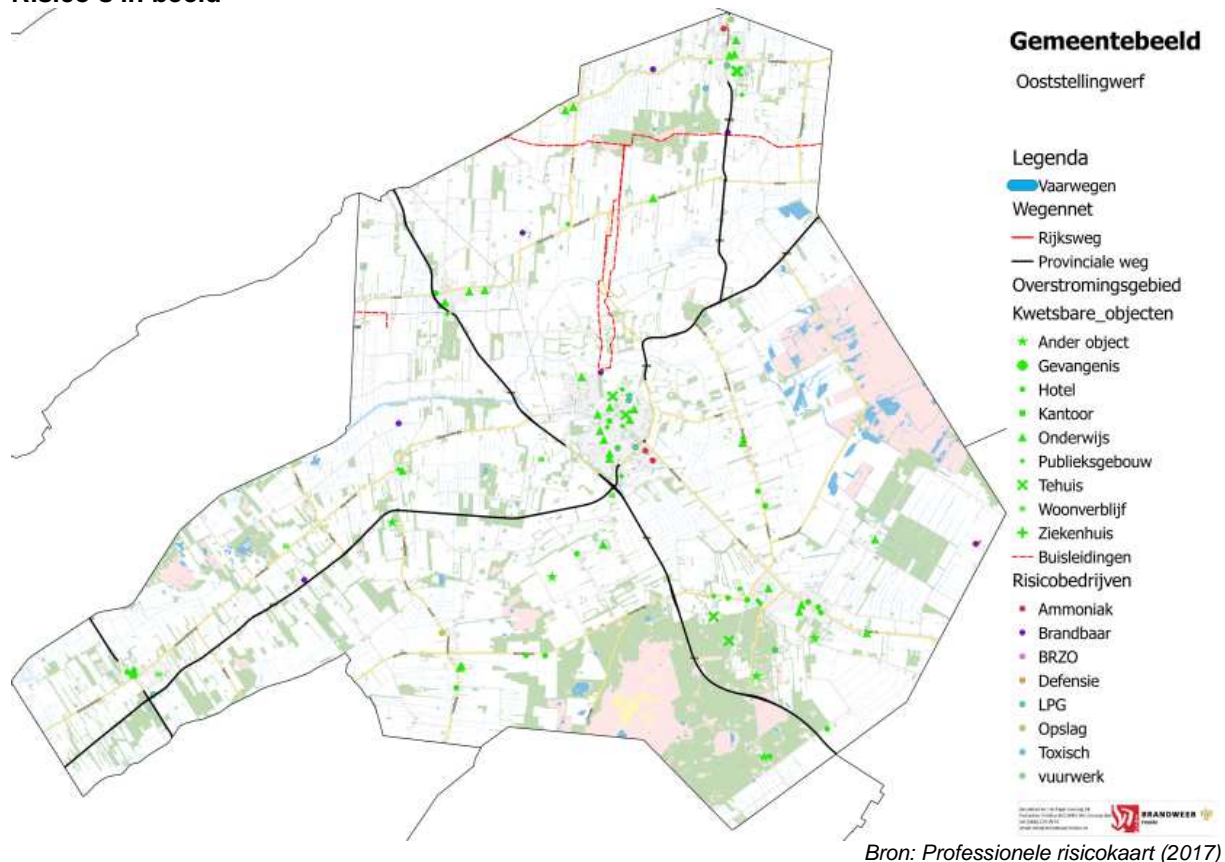 Gemeentebeeld
Ooststellingwerf
Legenda
Vaarwegen
Wegennet
Rijksweg
Provinciale weg
Overstromingsgebied
Kwetsbare_objecten
Ander object
Gevangenis
Hotel
Kantoor
Onderwijs
Publieksgebouw
Tehuis
Woonverblijf
Ziekenhuis
Buisleidingen
Risicobedrijven
Ammoniak
Brandbaar
BRZO
Defensie
LPG
Opslag
Toxisch
vuurwerk
BRANDWEER
Bron: Professionele risicokaart (2017)